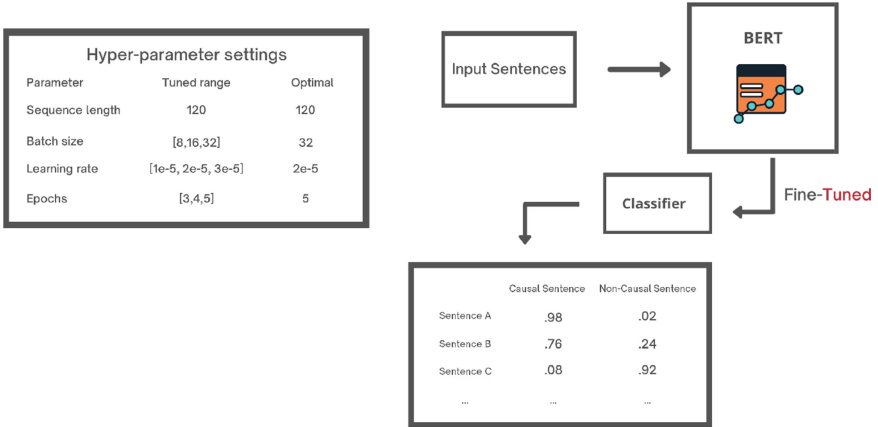 Hyper-parameter settings
Parameter Tuned range Optimal
Sequence length 120 120
Batch size [8,16,32] 32
Learning rate [1e-5, 2e-5, 3e-5] 2e-5
Epochs [3,4,5] 5
Input Sentences
BERT
Fine-Tuned
Classifier
Causal Sentence Non-Causal Sentence
Sentence A .98 .02
Sentence B .76 .24
Sentence C .08 .92
... ... ...